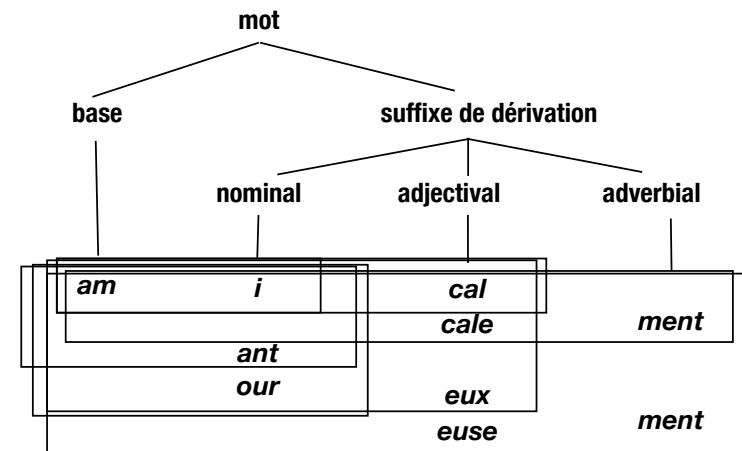 mot
base suffixe de dérivation
nominal adjectival adverbial
am i cal
cale ment
ant
our
eux
euse ment